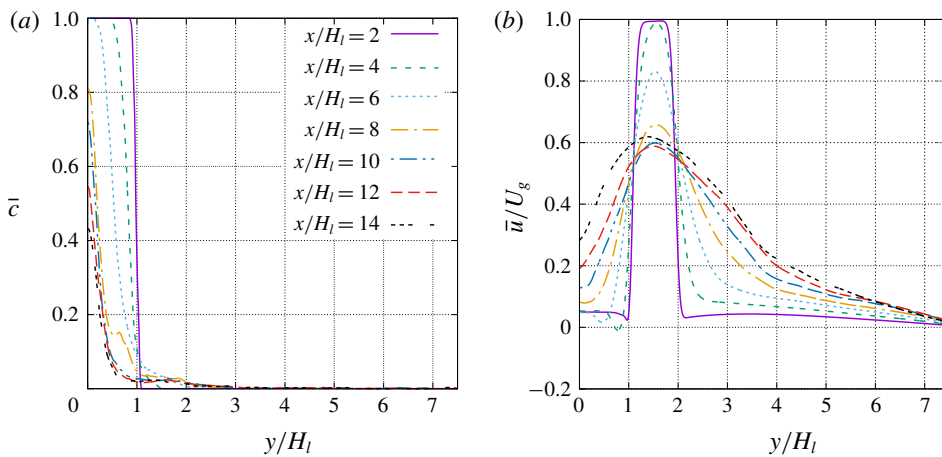 (a)
1.0
0.8
0.6
0.4
0.2
0
1
2
3
4
5
6
7
c̄
y/H_l
x/H_l = 2
x/H_l = 4
x/H_l = 6
x/H_l = 8
x/H_l = 10
x/H_l = 12
x/H_l = 14
(b)
1.0
0.8
0.6
0.4
0.2
0
−0.2
0
1
2
3
4
5
6
7
ū/U_g
y/H_l